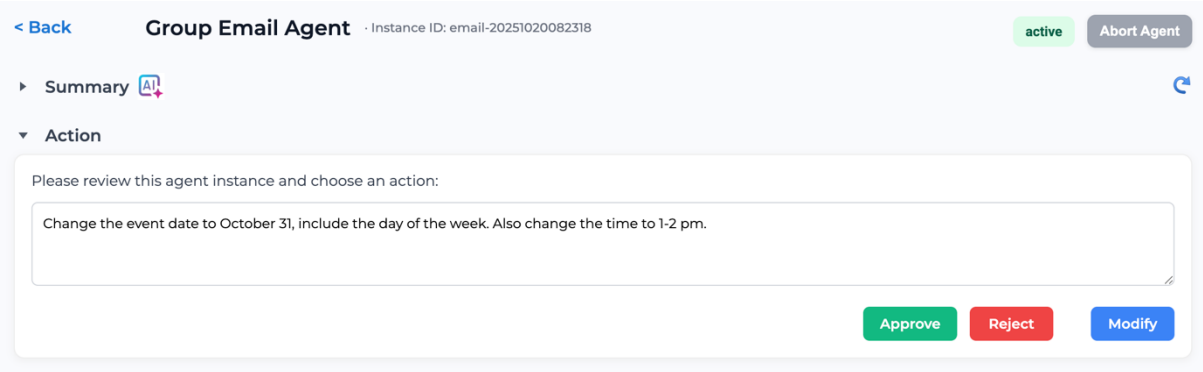 < Back Group Email Agent · Instance ID: email-20251020082318 active Abort Agent
Summary AI
Action
Please review this agent instance and choose an action:
Change the event date to October 31, include the day of the week. Also change the time to 1-2 pm.
Approve Reject Modify